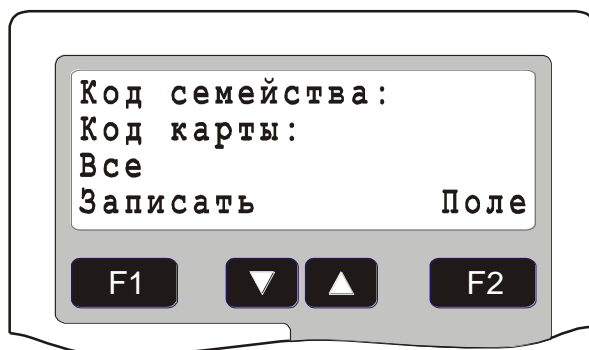 Код семейства:
Код карты:
Все
Записать Поле
F1 F2